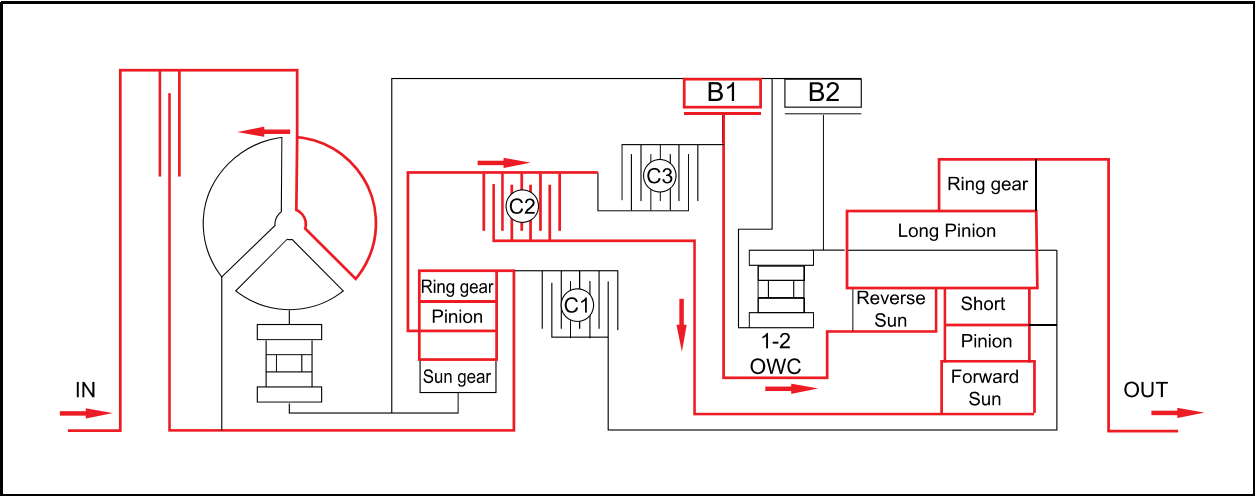 B1
B2
C3
C2
Ring gear
Long Pinion
Ring gear
Pinion
Sun gear
C1
Reverse
Sun
Short
Pinion
1-2
OWC
Forward
Sun
IN
OUT